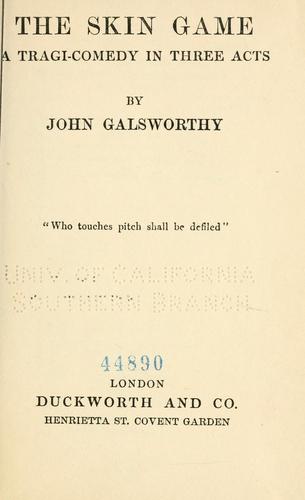 THE SKIN GAME
A TRAGI-COMEDY IN THREE ACTS
BY
JOHN GALSWORTHY
"Who touches pitch shall be defiled"
UNIV. OF CALIFORNIA
SOUTHERN BRANCH
44890
LONDON
DUCKWORTH AND CO.
HENRIETTA ST. COVENT GARDEN